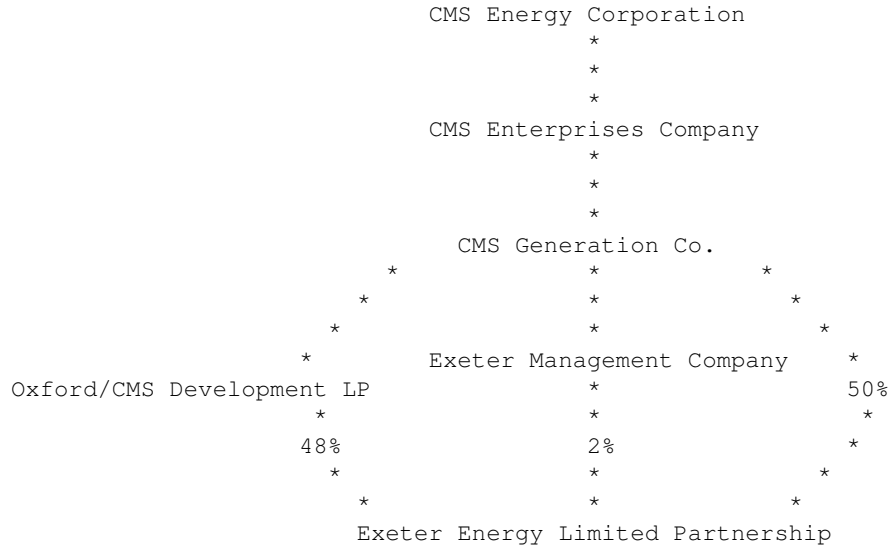 CMS Energy Corporation
*
*
*
CMS Enterprises Company
*
*
*
CMS Generation Co.
* * *
* * *
* * *
* Exeter Management Company *
Oxford/CMS Development LP * 50%
* * *
48% 2% *
* * *
* * *
Exeter Energy Limited Partnership